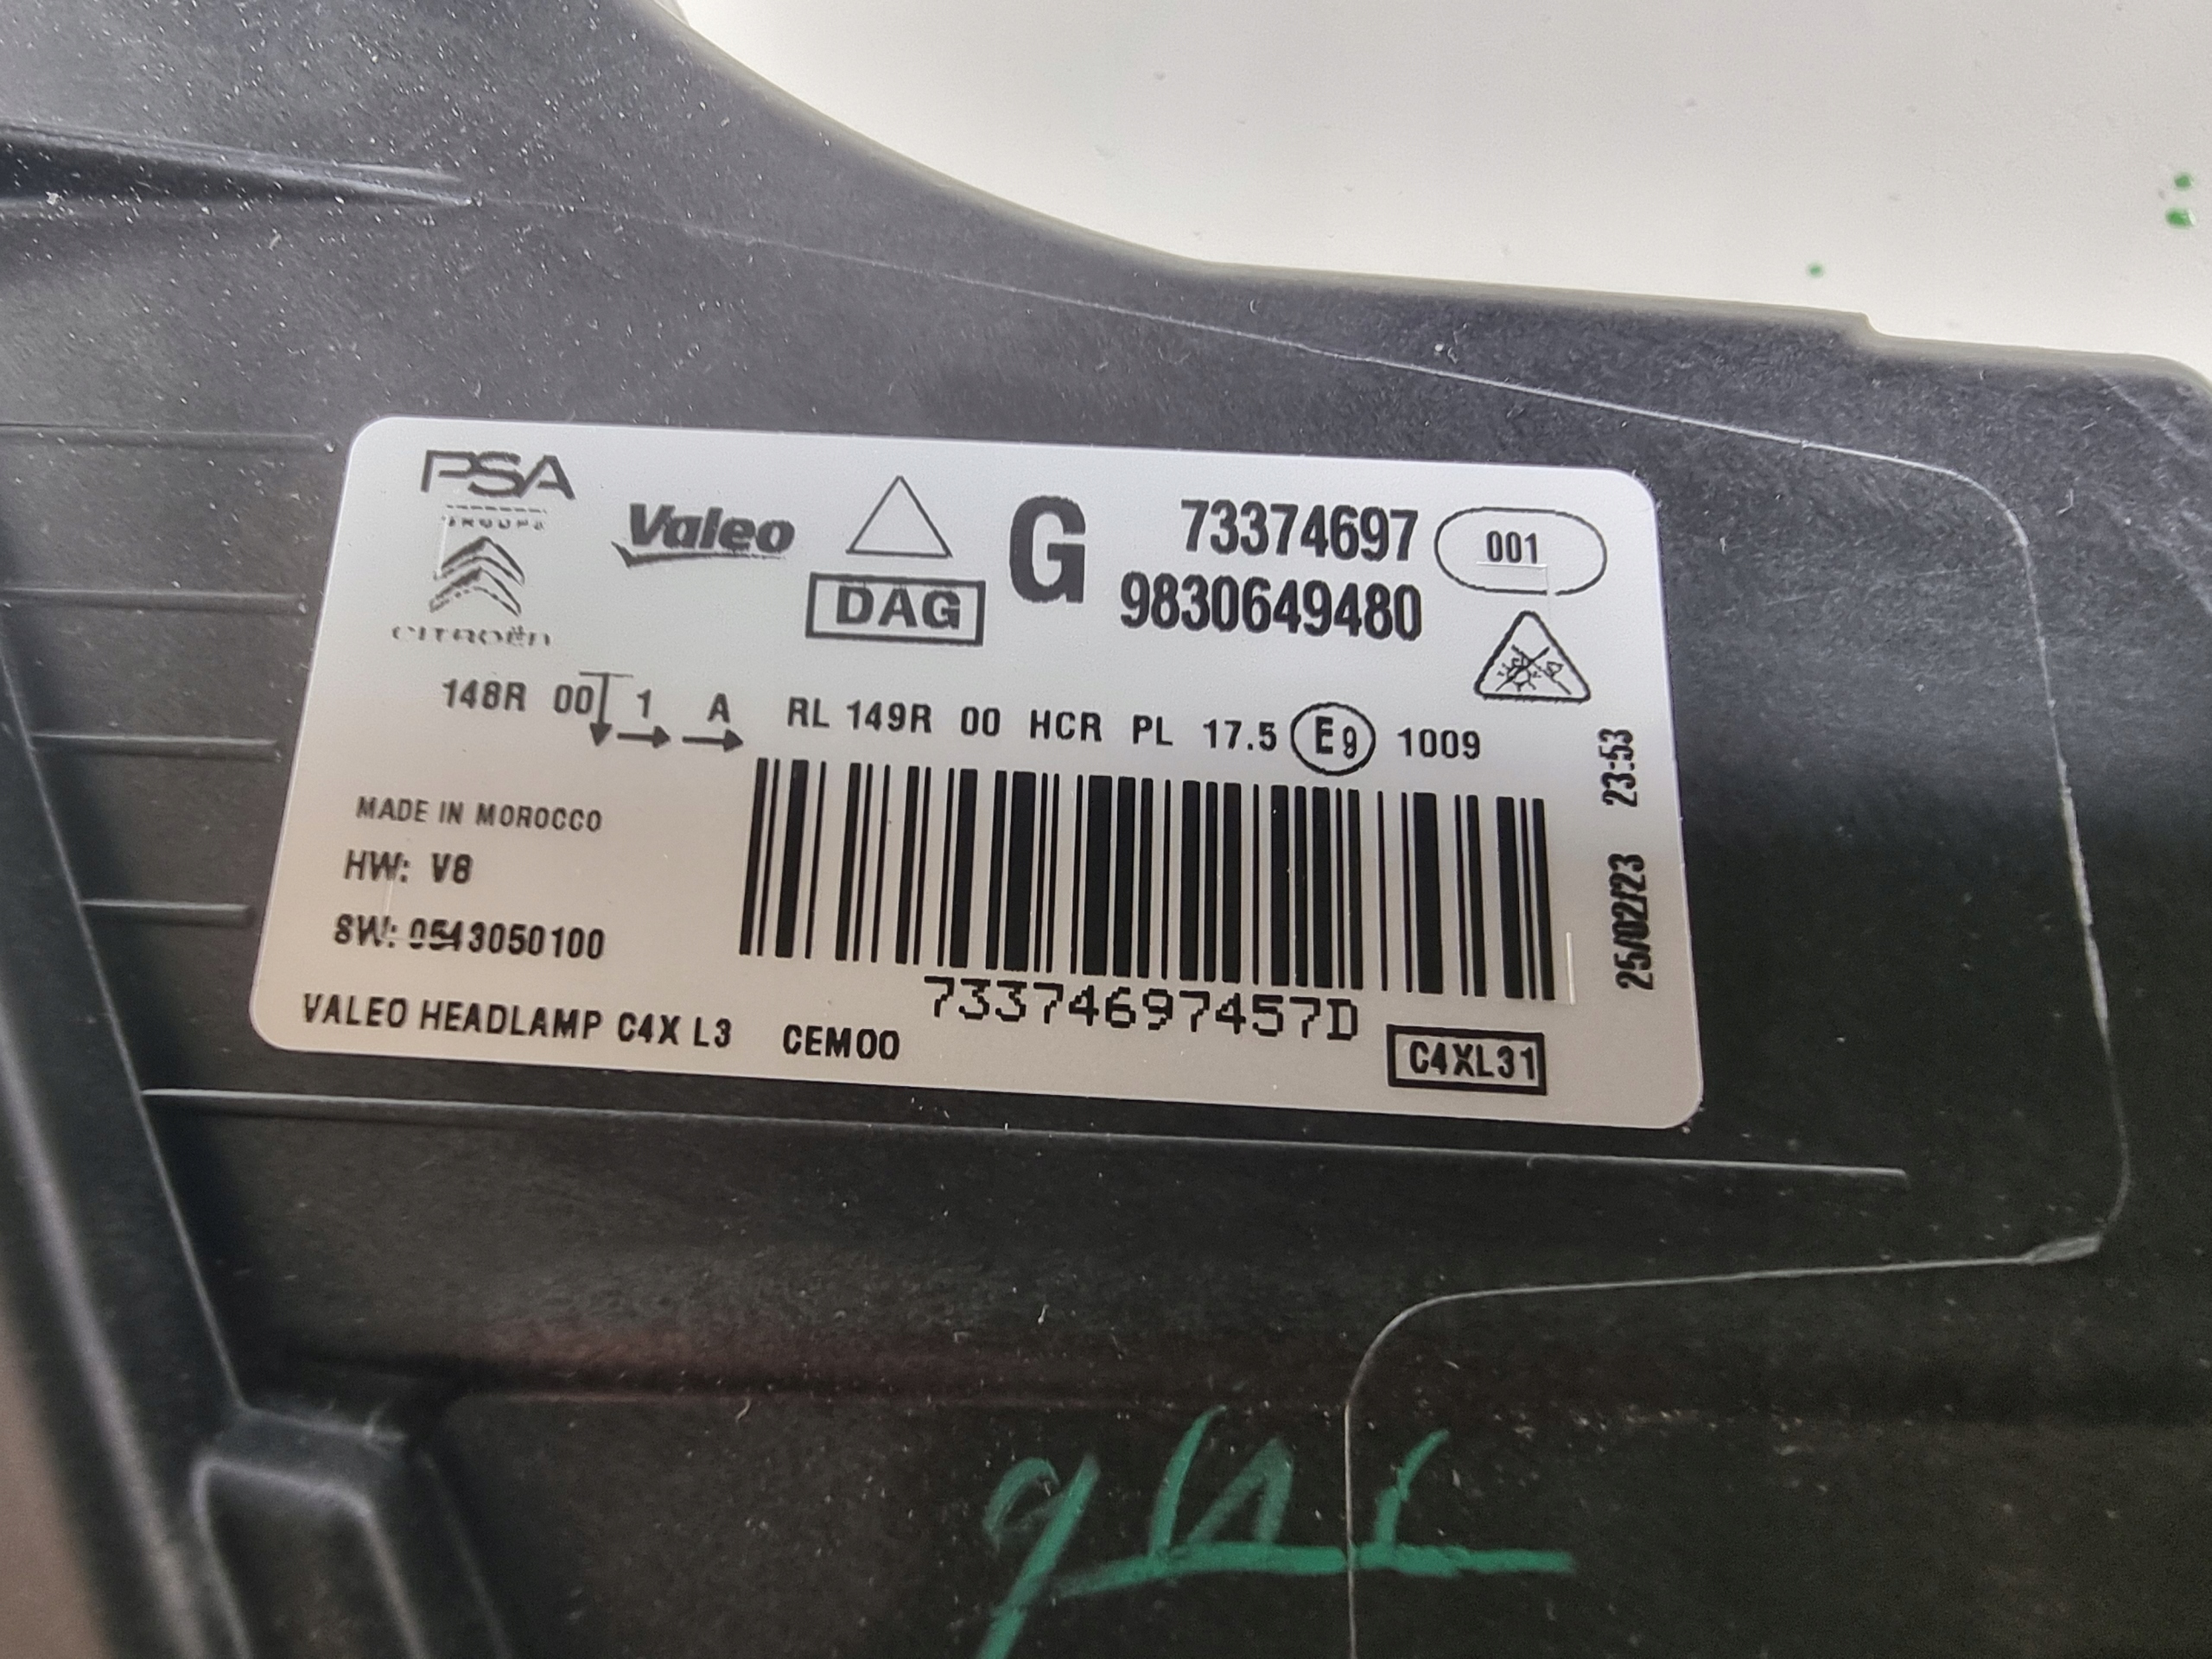 PSA
GROUPE
CITROËN
Valeo
DAG
G
73374697
001
9830649480
148R 00 1 A RL 149R 00 HCR PL 17.5 E9 1009
MADE IN MOROCCO
HW: V8
SW: 0543050100
25/02/23 23:53
73374697457D
VALEO HEADLAMP C4X L3 CEM00
C4XL31